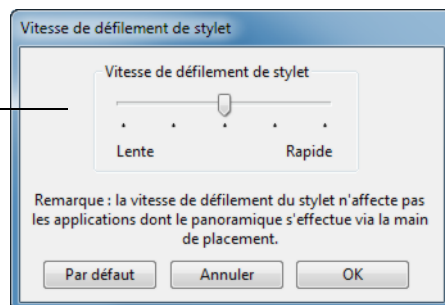 Vitesse de défilement de stylet
Vitesse de défilement de stylet
Lente Rapide
Remarque : la vitesse de défilement du stylet n'affecte pas
les applications dont le panoramique s'effectue via la main
de placement.
Par défaut Annuler OK